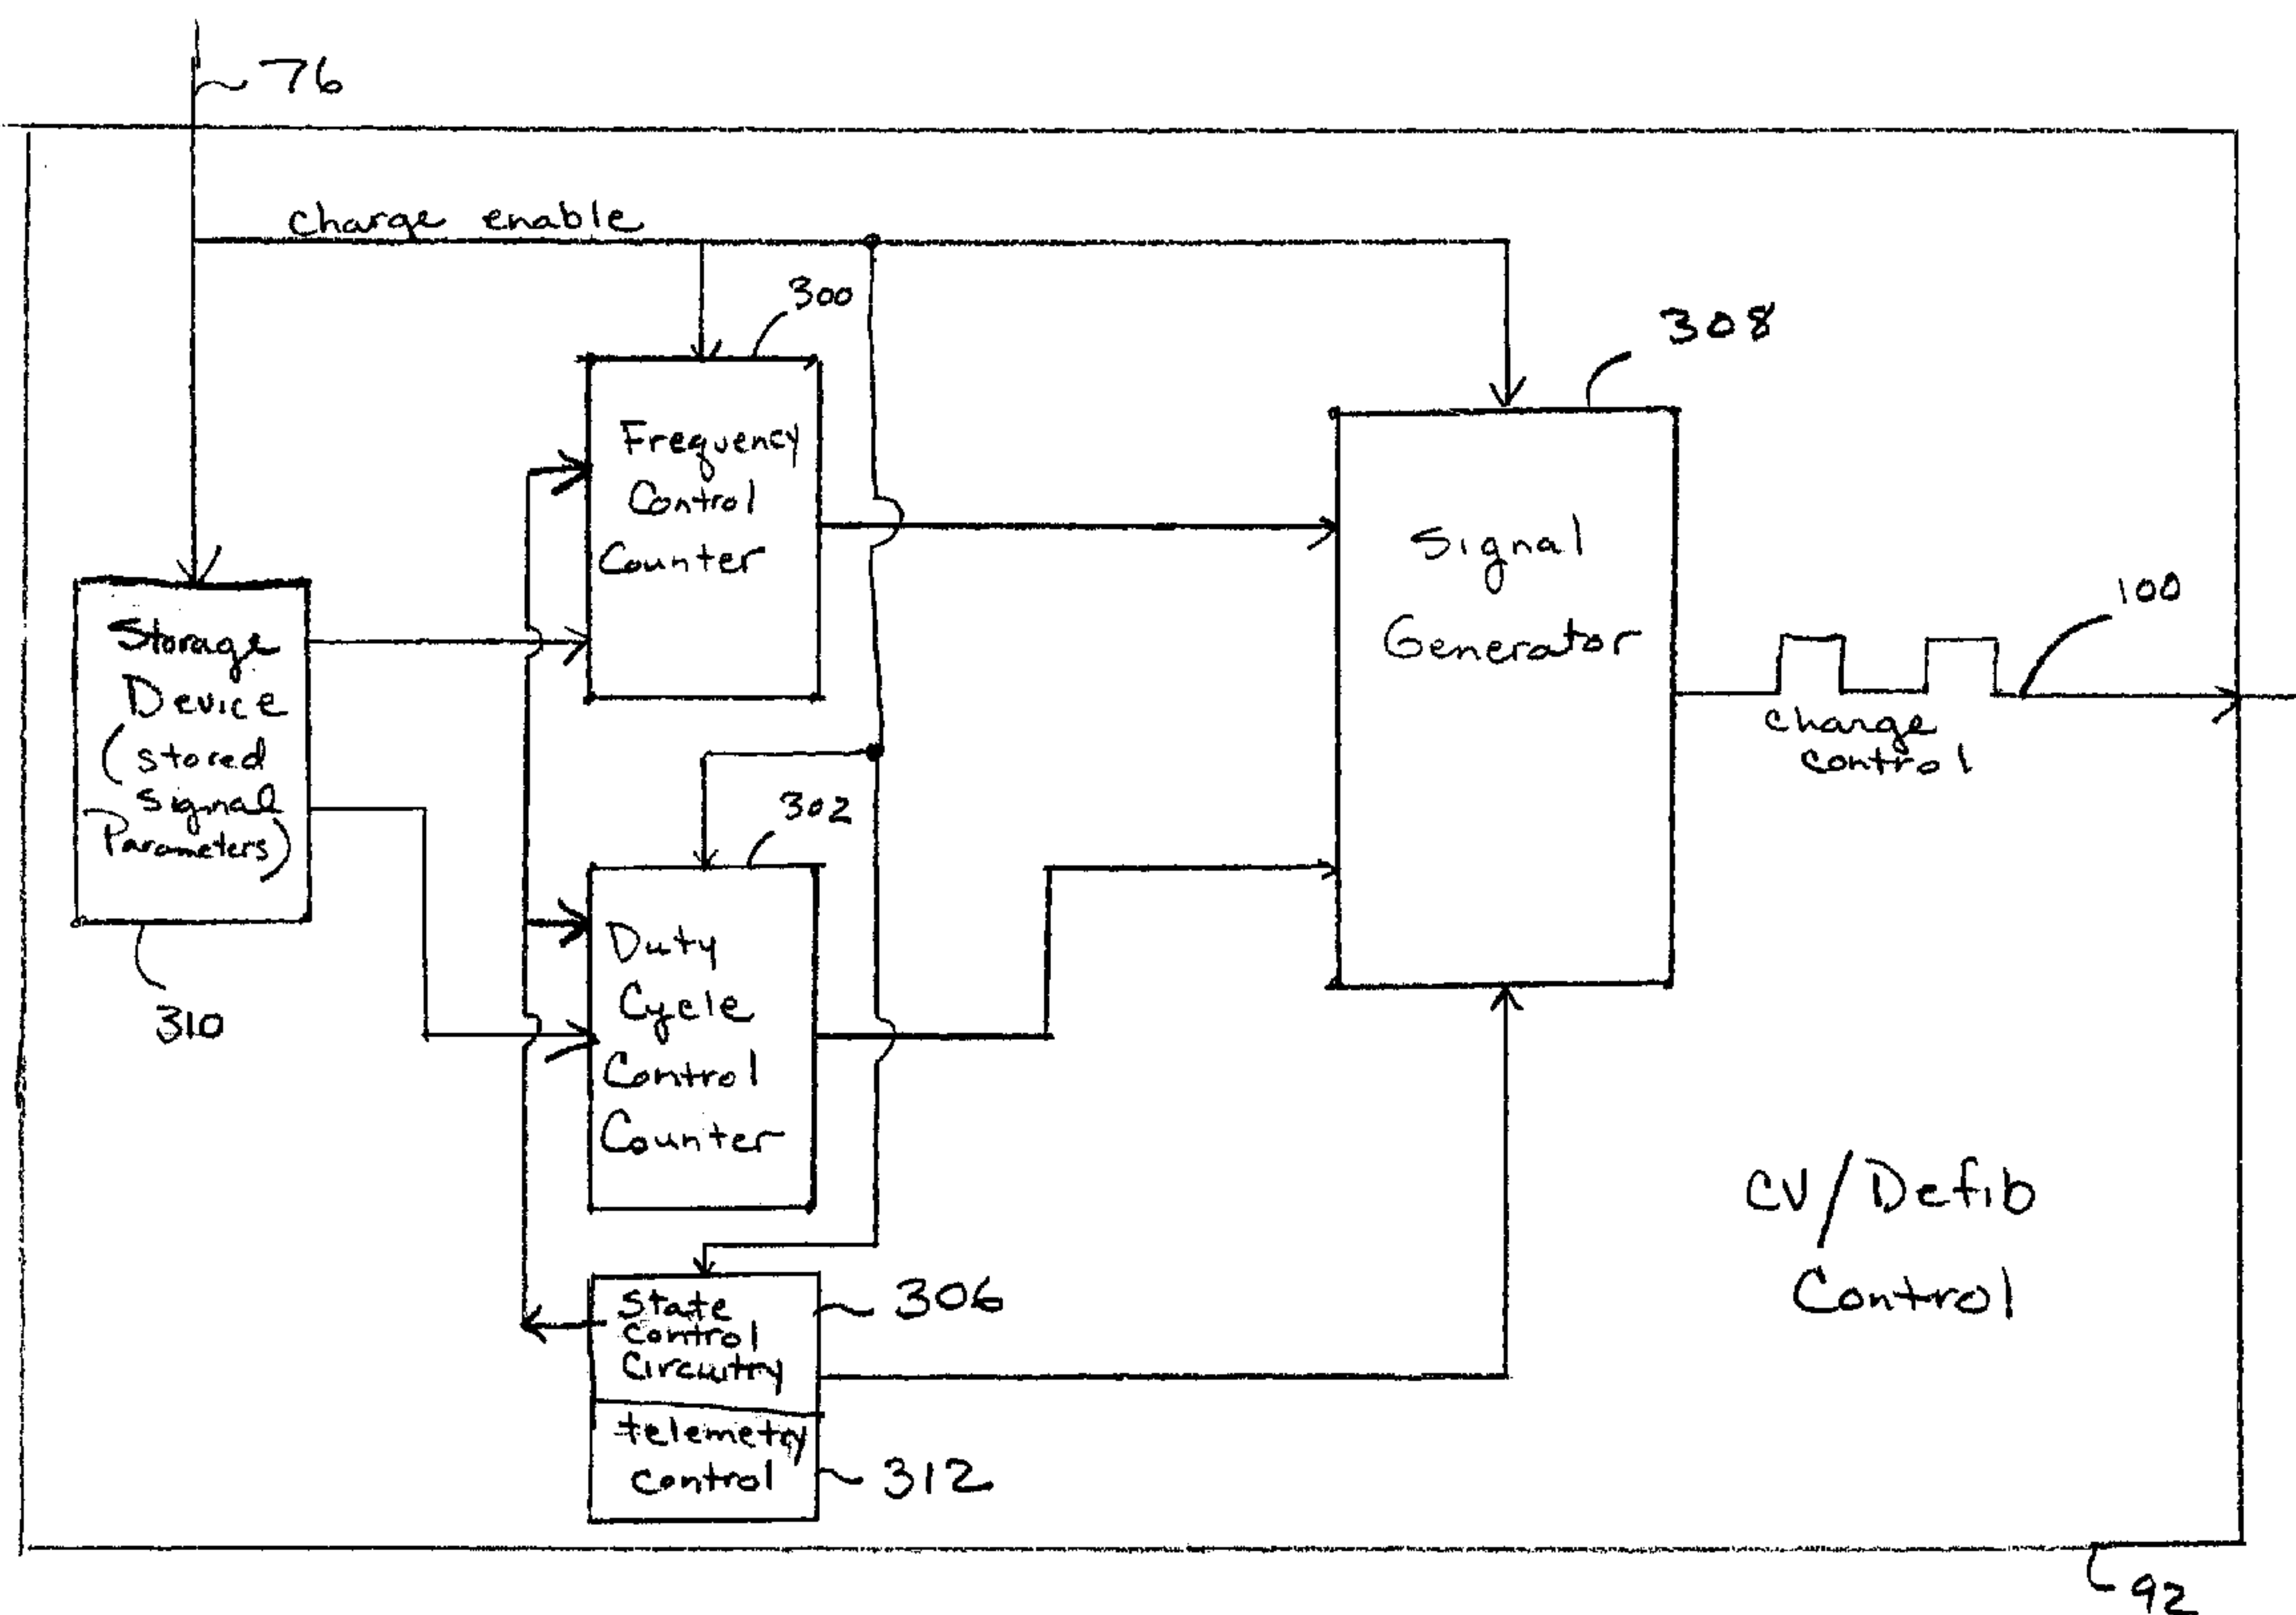 76
charge enable
300
308
Frequency
Control
Counter
Signal
Generator
100
Storage
Device
(stored
signal
Parameters)
charge
control
302
310
Duty
Cycle
Control
Counter
CV/Defib
Control
State
control
Circuitry
306
telemetry
control
312
92